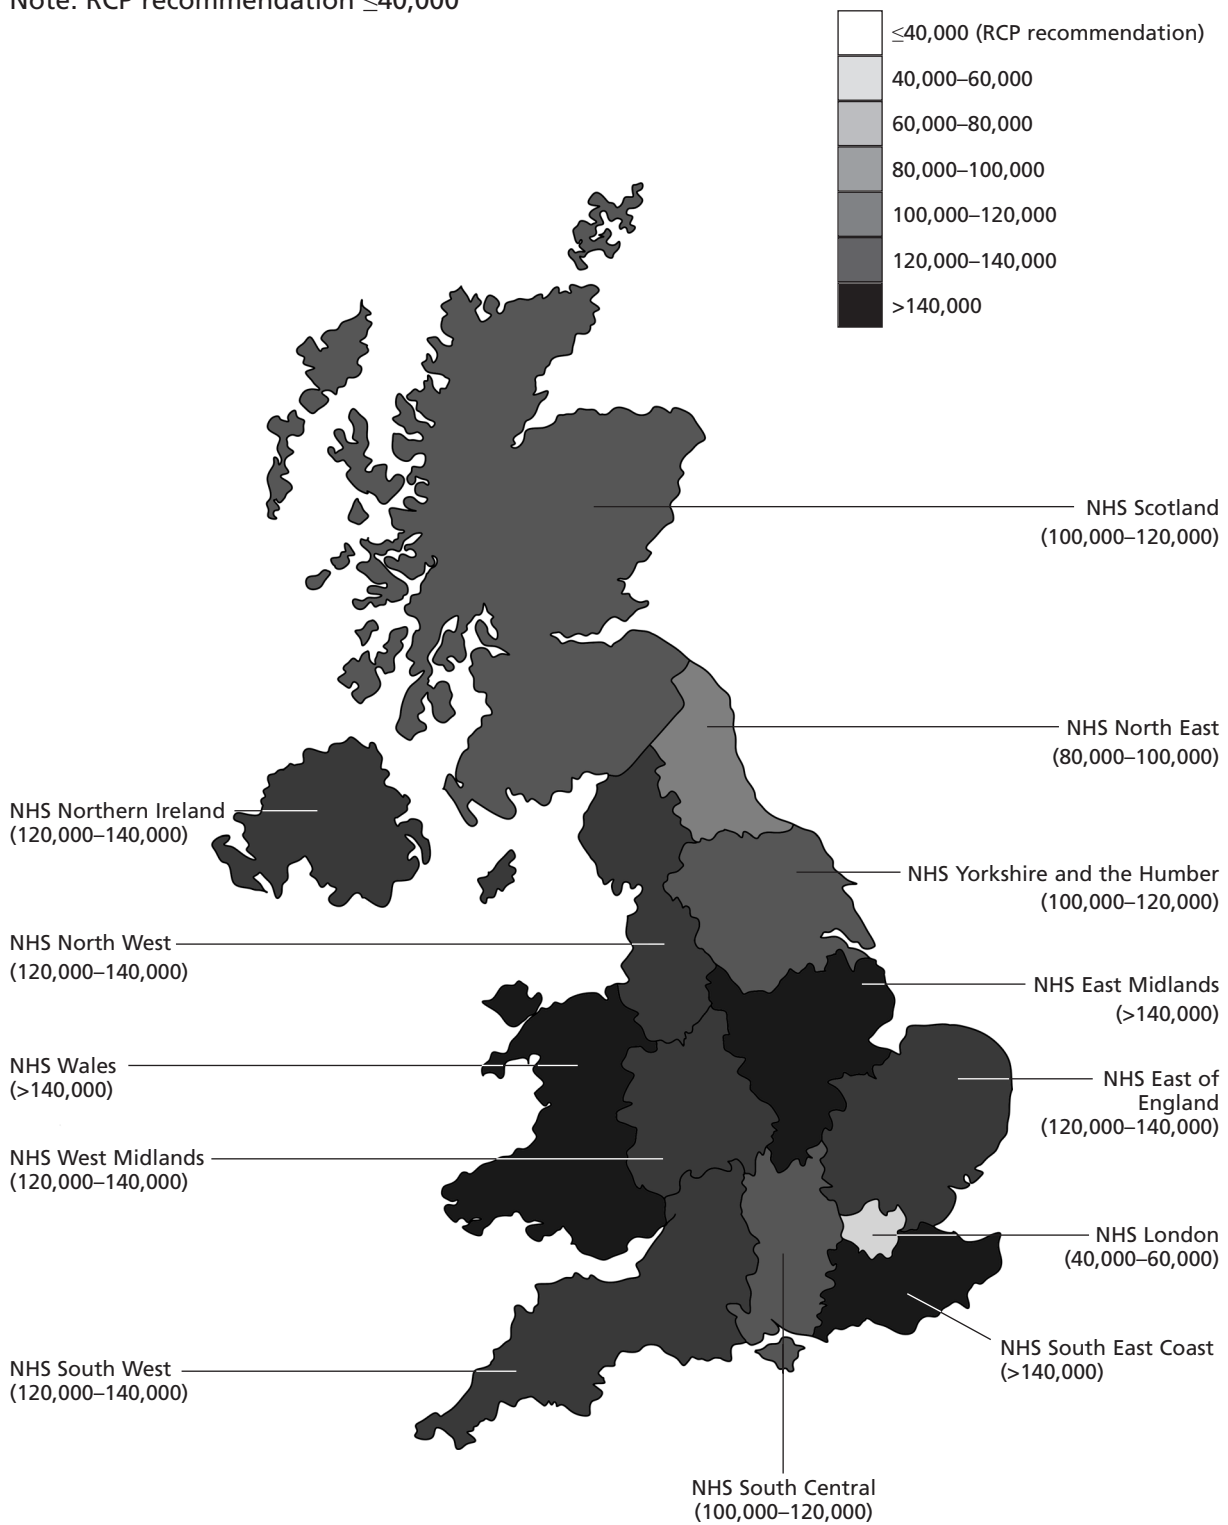 Note: RCP recommendation ≤40,000
≤40,000 (RCP recommendation)
40,000–60,000
60,000–80,000
80,000–100,000
100,000–120,000
120,000–140,000
>140,000
NHS Scotland
(100,000–120,000)
NHS North East
(80,000–100,000)
NHS Northern Ireland
(120,000–140,000)
NHS Yorkshire and the Humber
(100,000–120,000)
NHS North West
(120,000–140,000)
NHS East Midlands
(>140,000)
NHS Wales
(>140,000)
NHS East of
England
(120,000–140,000)
NHS West Midlands
(120,000–140,000)
NHS London
(40,000–60,000)
NHS South East Coast
(>140,000)
NHS South West
(120,000–140,000)
NHS South Central
(100,000–120,000)